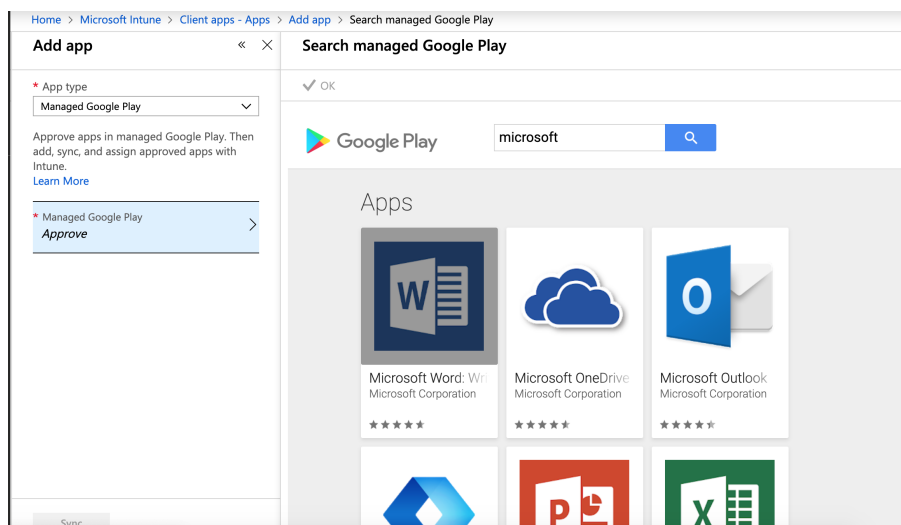 Home > Microsoft Intune > Client apps - Apps > Add app > Search managed Google Play
Add app
* App type
Managed Google Play
Approve apps in managed Google Play. Then
add, sync, and assign approved apps with
Intune.
Learn More
* Managed Google Play
Approve
Sync
Search managed Google Play
OK
Google Play
microsoft
Apps
W
O
Microsoft Word: Wri
Microsoft Corporation
Microsoft OneDrive
Microsoft Corporation
Microsoft Outlook
Microsoft Corporation
P
X